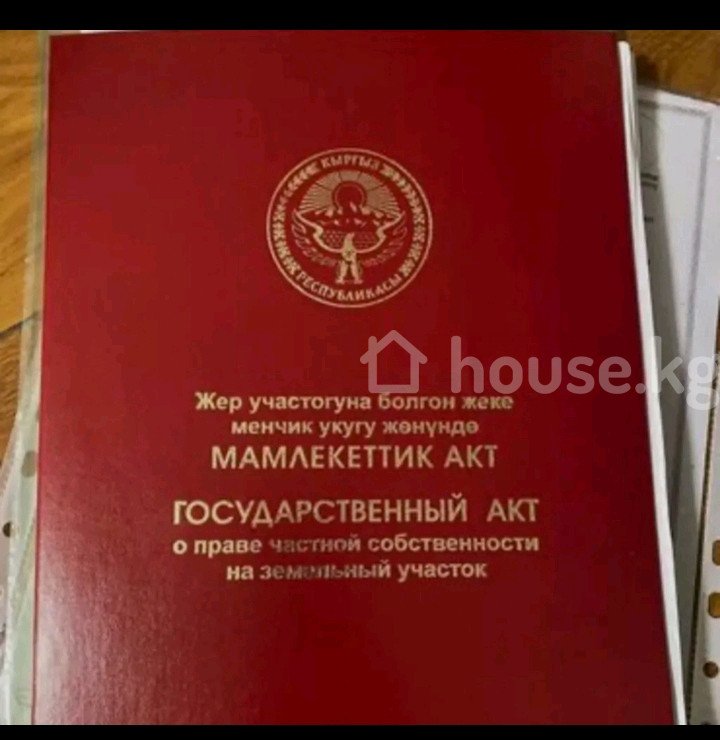 КЫРГЫЗ
РЕСПУБЛИКАСЫ
house.kg
Жер участогуна болгон жеке
менчик укугу жөнүндө
МАМЛЕКЕТТИК АКТ
ГОСУДАРСТВЕННЫЙ АКТ
о праве частной собственности
на земельный участок